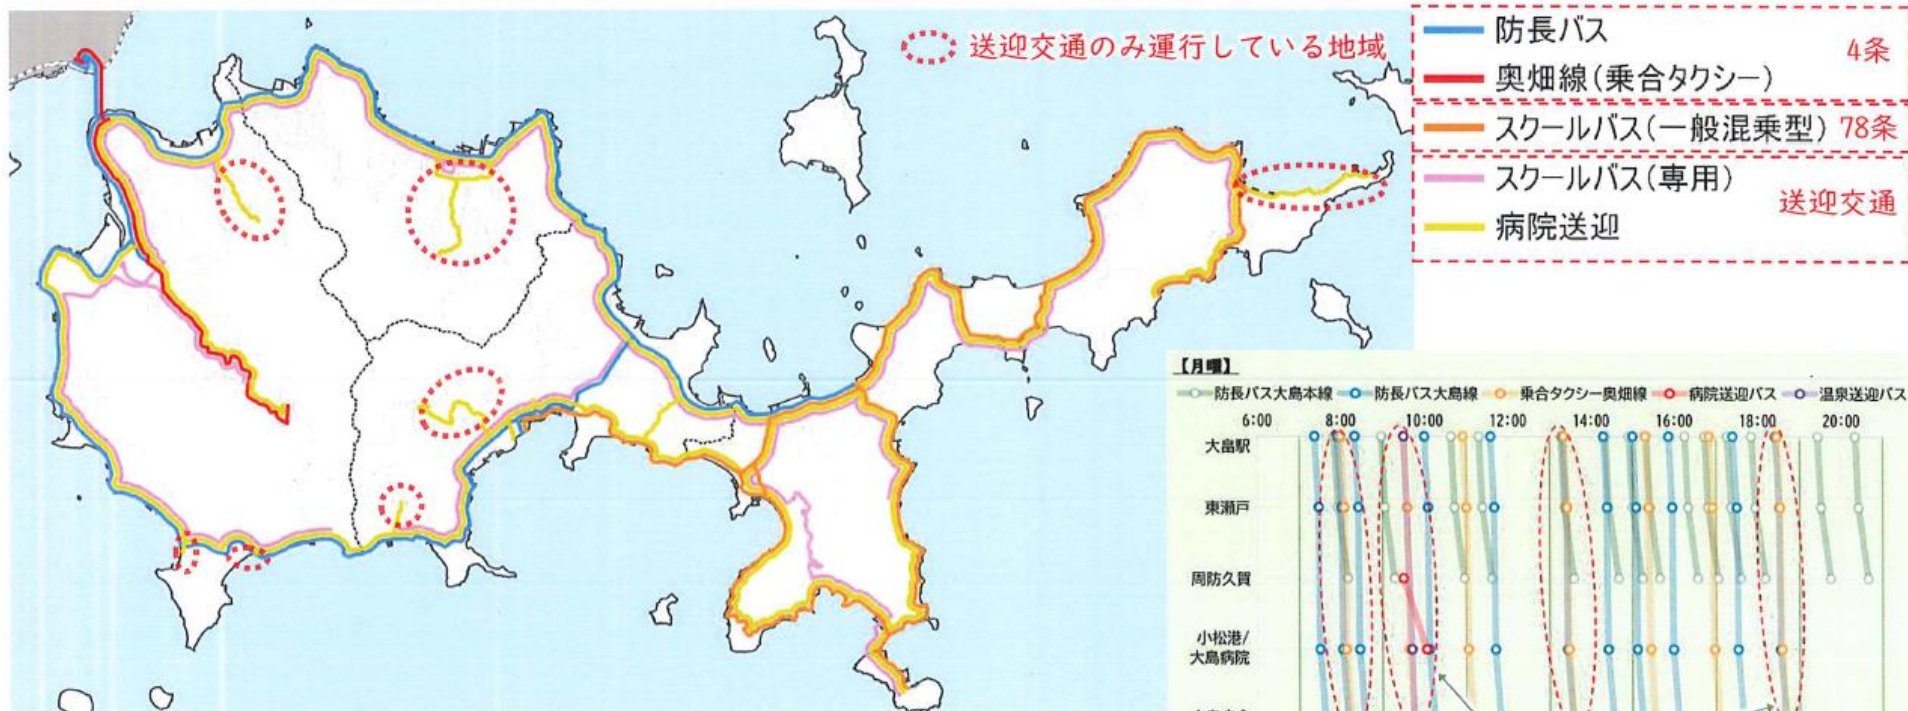 送迎交通のみ運行している地域
防長バス
奥畑線(乗合タクシー)
4条
スクールバス(一般混乗型) 78条
スクールバス(専用)
病院送迎
送迎交通
【月曜】
防長バス大島本線 防長バス大島線 乗合タクシー奥畑線 病院送迎バス 温泉送迎バス
6:00 8:00 10:00 12:00 14:00 16:00 18:00 20:00
大畠駅
東瀬戸
周防久賀
小松港/
大島病院